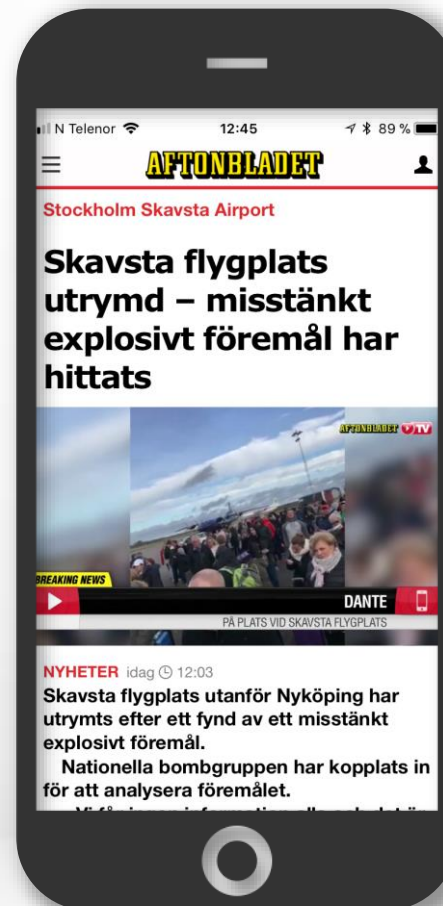 N Telenor 12:45 89 %
AFTONBLADET
Stockholm Skavsta Airport
Skavsta flygplats
utrymd – misstänkt
explosivt föremål har
hittats
AFTONBLADET TV
BREAKING NEWS
DANTE
PÅ PLATS VID SKAVSTA FLYGPLATS
NYHETER idag 12:03
Skavsta flygplats utanför Nyköping har
utrymts efter ett fynd av ett misstänkt
explosivt föremål.
Nationella bombgruppen har kopplats in
för att analysera föremålet.